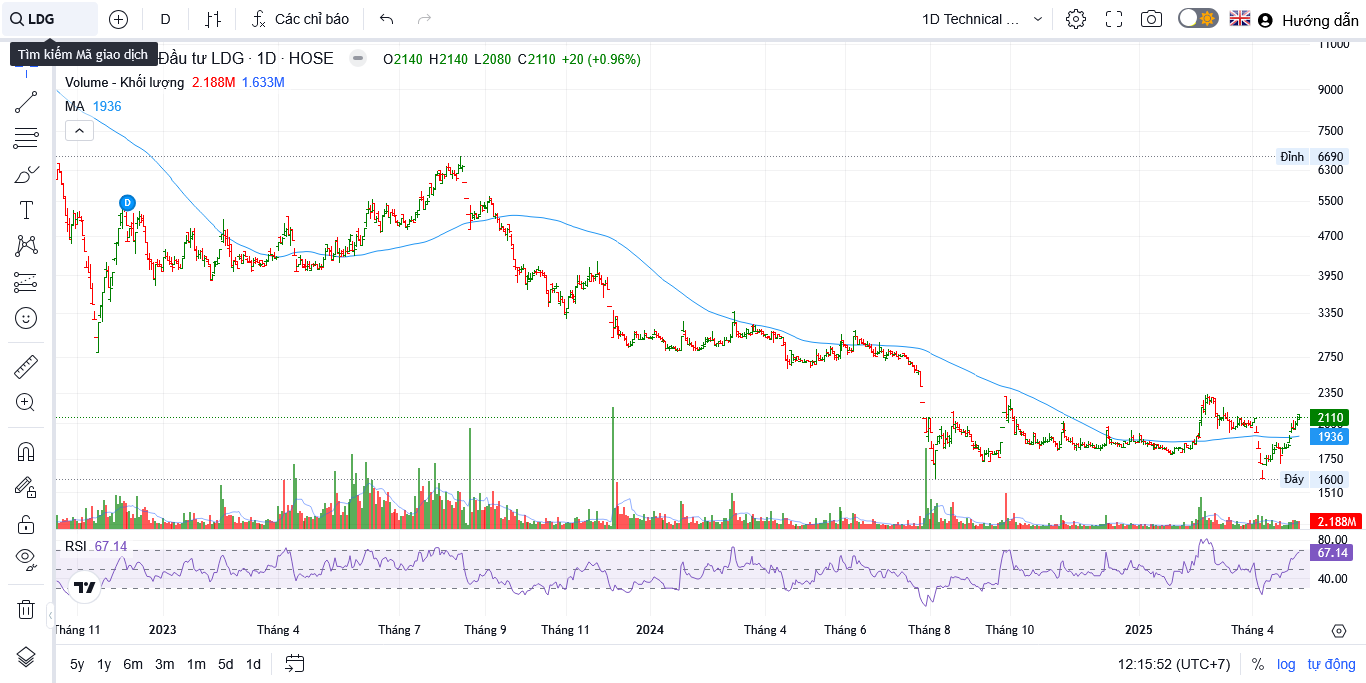 LDG D Các chỉ báo 1D Technical ... Hướng dẫn
Tìm kiếm Mã giao dịch Đầu tư LDG · 1D · HOSE O2140 H2140 L2080 C2110 +20 (+0.96%)
Volume - Khối lượng 2.188M 1.633M
MA 1936
D
11000
9000
7500
Đỉnh 6690
6300
5500
4700
3950
3350
2750
2350
2110
1936
1750
Đáy 1600
1510
2.188M
RSI 67.14
80.00
67.14
40.00
Tháng 11 2023 Tháng 4 Tháng 7 Tháng 9 Tháng 11 2024 Tháng 4 Tháng 6 Tháng 8 Tháng 10 2025 Tháng 4
5y 1y 6m 3m 1m 5d 1d 12:15:52 (UTC+7) % log tự động